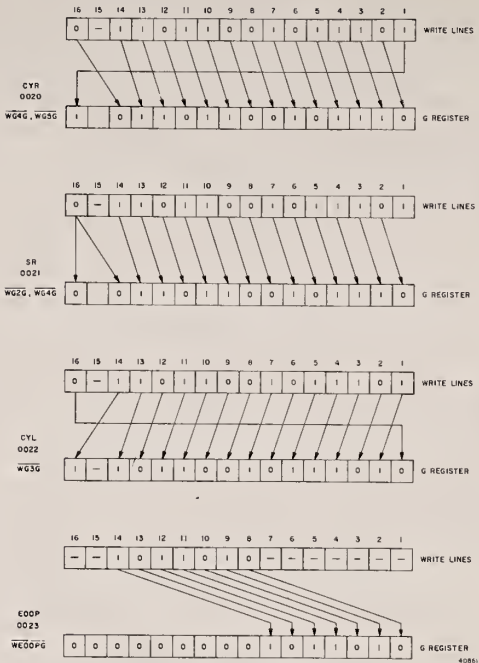 16 15 14 13 12 11 10 9 8 7 6 5 4 3 2 1
0 - 1 1 0 1 1 0 0 1 0 1 1 1 0 1 WRITE LINES
CYR
0020
WG4G, WG5G 1 0 1 1 0 1 1 0 0 1 0 1 1 1 0 G REGISTER
16 15 14 13 12 11 10 9 8 7 6 5 4 3 2 1
0 - 1 1 0 1 1 0 0 1 0 1 1 1 0 1 WRITE LINES
SR
0021
WG2G, WG4G 0 0 1 1 0 1 1 0 0 1 0 1 1 1 0 G REGISTER
16 15 14 13 12 11 10 9 8 7 6 5 4 3 2 1
0 - 1 1 0 1 1 0 0 1 0 1 1 1 0 1 WRITE LINES
CYL
0022
WG3G 1 - 1 0 1 1 0 0 1 0 1 1 1 0 1 0 G REGISTER
16 15 14 13 12 11 10 9 8 7 6 5 4 3 2 1
- - 1 0 1 1 0 1 0 - - - - - - - WRITE LINES
EDOP
0023
WEDOPG 0 0 0 0 0 0 0 0 0 1 0 1 1 0 1 0 G REGISTER